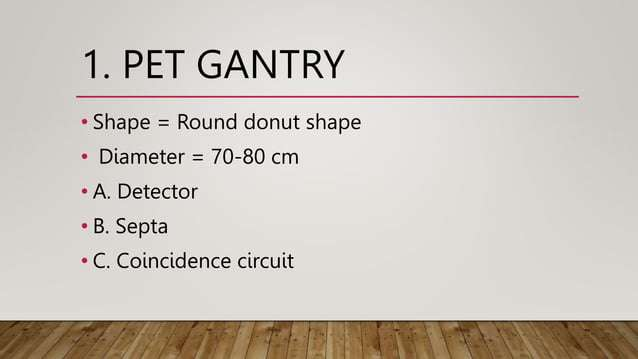 1. PET GANTRY
• Shape = Round donut shape
• Diameter = 70-80 cm
• A. Detector
• B. Septa
• C. Coincidence circuit